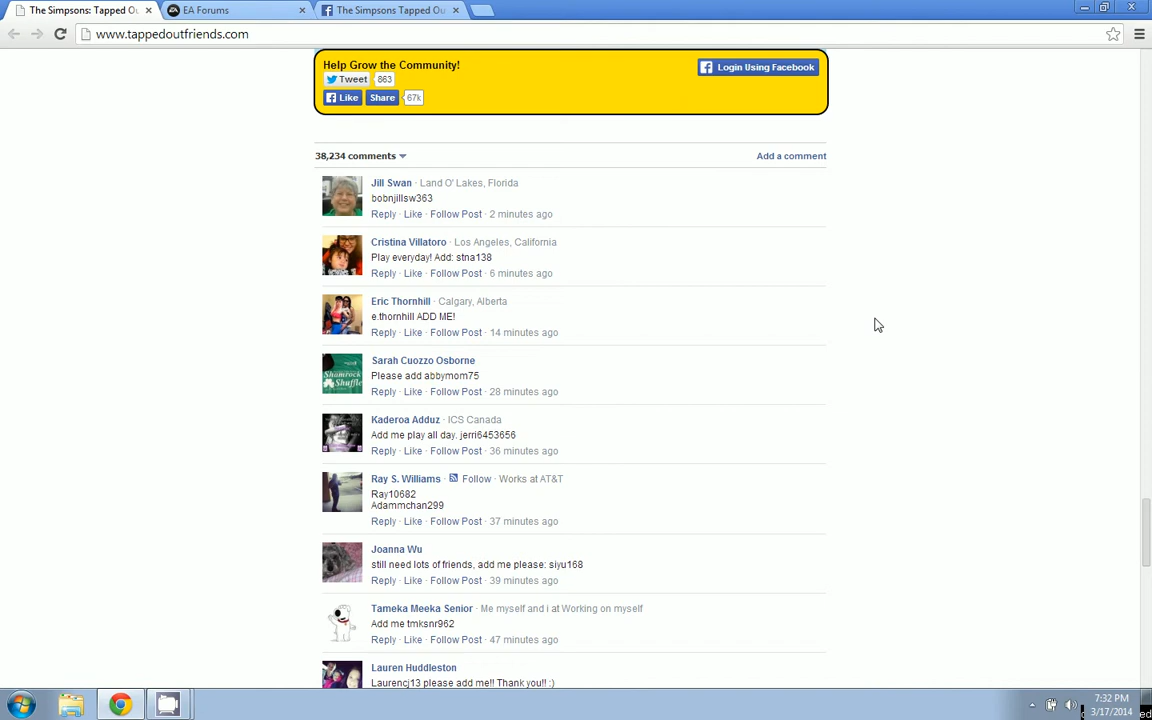 The Simpsons: Tapped Ou
EA Forums
The Simpsons Tapped Ou
www.tappedoutfriends.com
Help Grow the Community!
Login Using Facebook
Tweet 863
Like Share 67k
38,234 comments
Add a comment
Jill Swan · Land O' Lakes, Florida
bobnjillsw363
Reply · Like · Follow Post · 2 minutes ago
Cristina Villatoro · Los Angeles, California
Play everyday! Add: stna138
Reply · Like · Follow Post · 6 minutes ago
Eric Thornhill · Calgary, Alberta
e.thornhill ADD ME!
Reply · Like · Follow Post · 14 minutes ago
Sarah Cuozzo Osborne
Please add abbymom75
Reply · Like · Follow Post · 28 minutes ago
Kaderoa Adduz · ICS Canada
Add me play all day. jerri6453656
Reply · Like · Follow Post · 36 minutes ago
Ray S. Williams · Follow · Works at AT&T
Ray10682
Adammchan299
Reply · Like · Follow Post · 37 minutes ago
Joanna Wu
still need lots of friends, add me please: siyu168
Reply · Like · Follow Post · 39 minutes ago
Tameka Meeka Senior · Me myself and i at Working on myself
Add me tmksnr962
Reply · Like · Follow Post · 47 minutes ago
Lauren Huddleston
Laurencj13 please add me!! Thank you!! :)
7:32 PM
3/17/2014
Shamrock
Shuffle